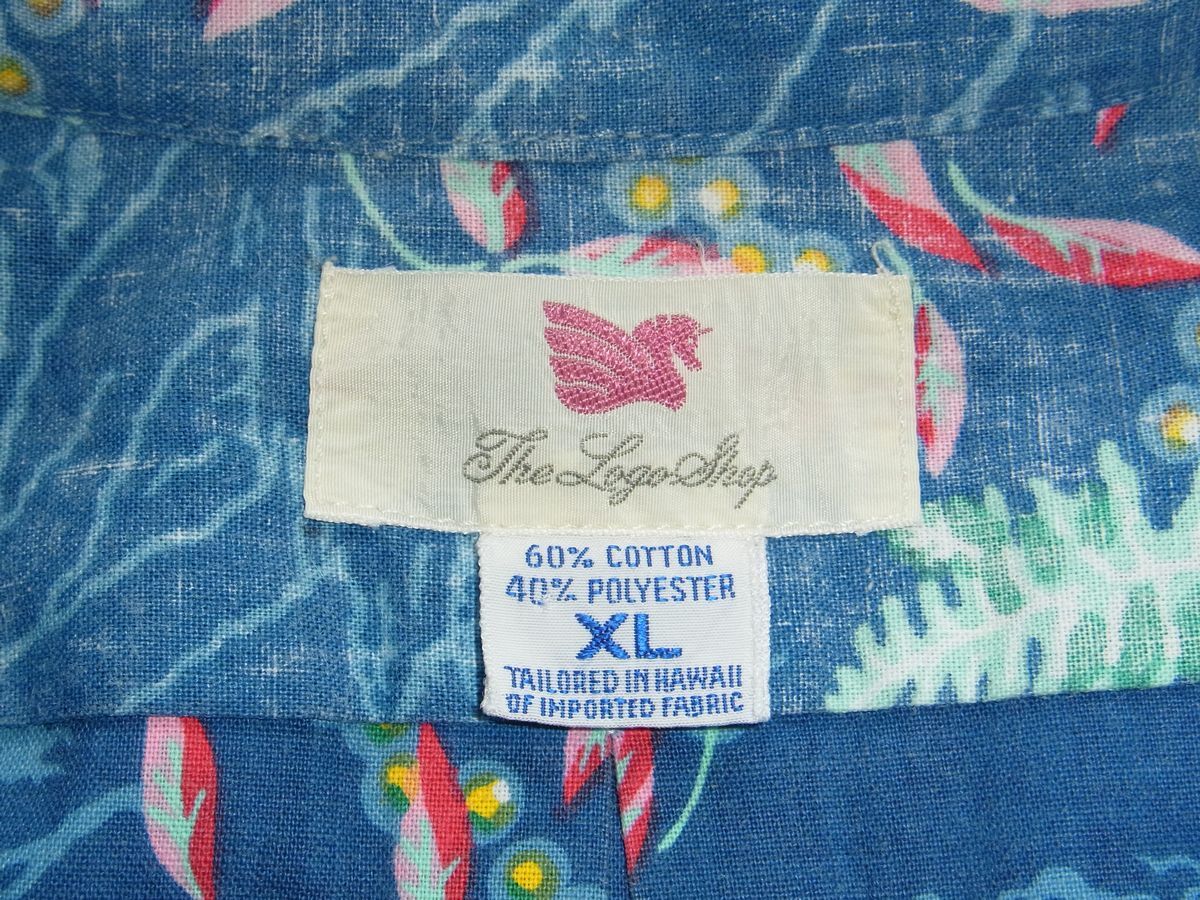 The Logo Shop
60% COTTON
40% POLYESTER
XL
TAILORED IN HAWAII
OF IMPORTED FABRIC